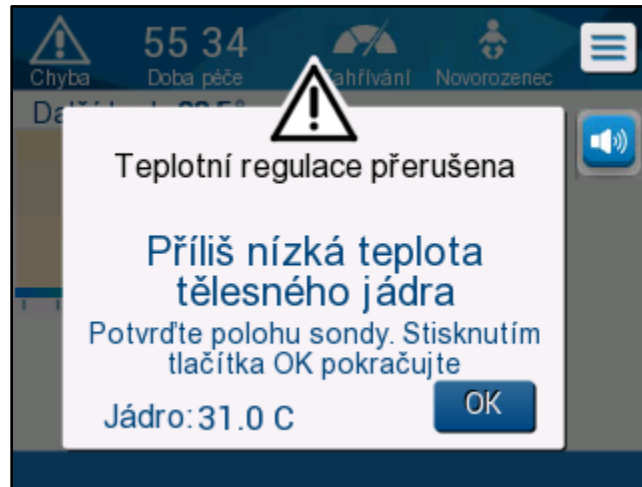 55 34
Chyba
Doba péče
Zahřívání
Novorozenec
Teplotní regulace přerušena
Příliš nízká teplota
tělesného jádra
Potvrďte polohu sondy. Stisknutím
tlačítka OK pokračujte
Jádro: 31.0 C
OK